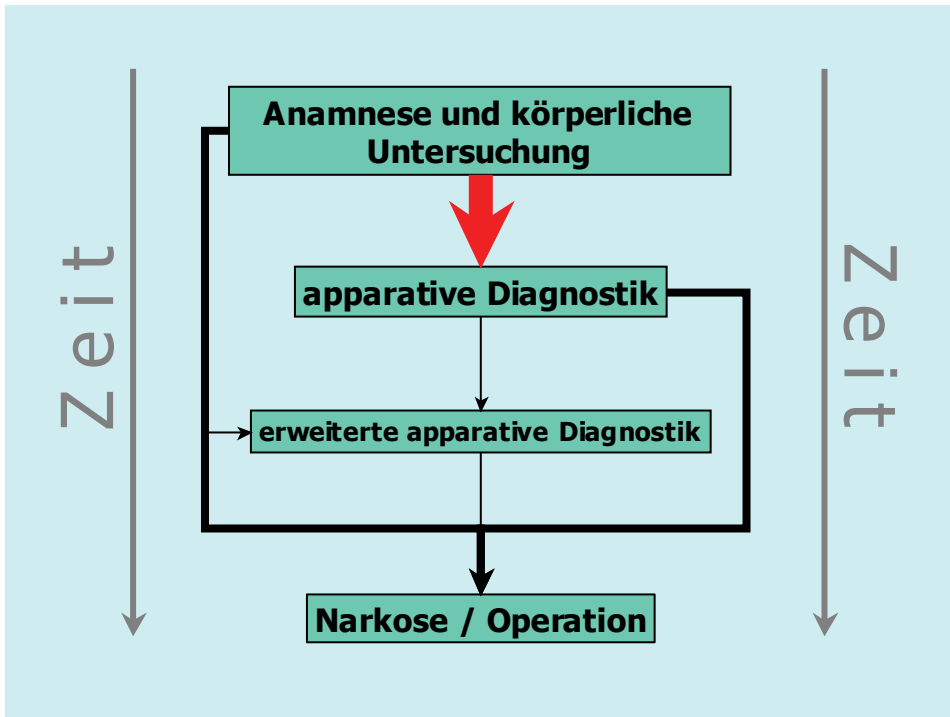 Anamnese und körperliche
Untersuchung
apparative Diagnostik
erweiterte apparative Diagnostik
Narkose / Operation
Zeit
Zeit